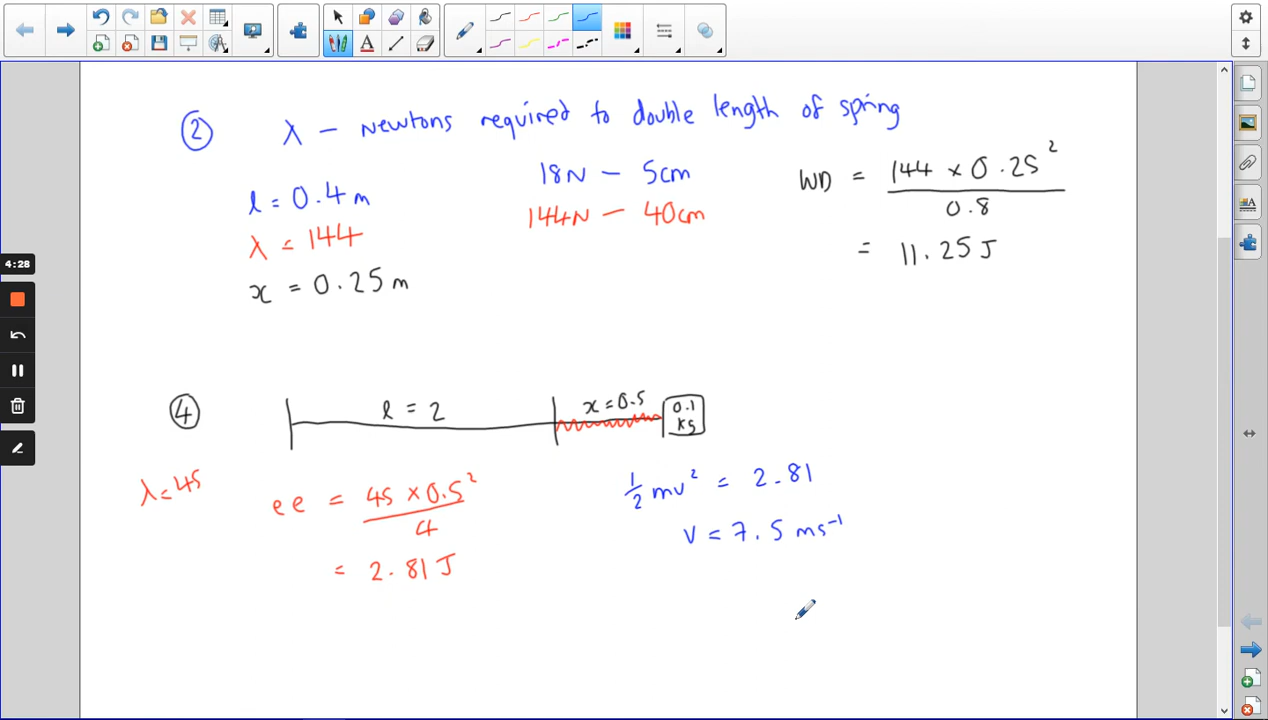 4:28
② λ – newtons required to double length of spring
l = 0.4 m
λ = 144
x = 0.25 m
18N – 5cm
144N – 40cm
WD = 144 × 0.25²
0.8
= 11.25 J
④ l = 2 x = 0.5 0.1
kg
λ = 45
ee = 45 × 0.5²
4
= 2.81 J
1/2 mv² = 2.81
v = 7.5 ms⁻¹